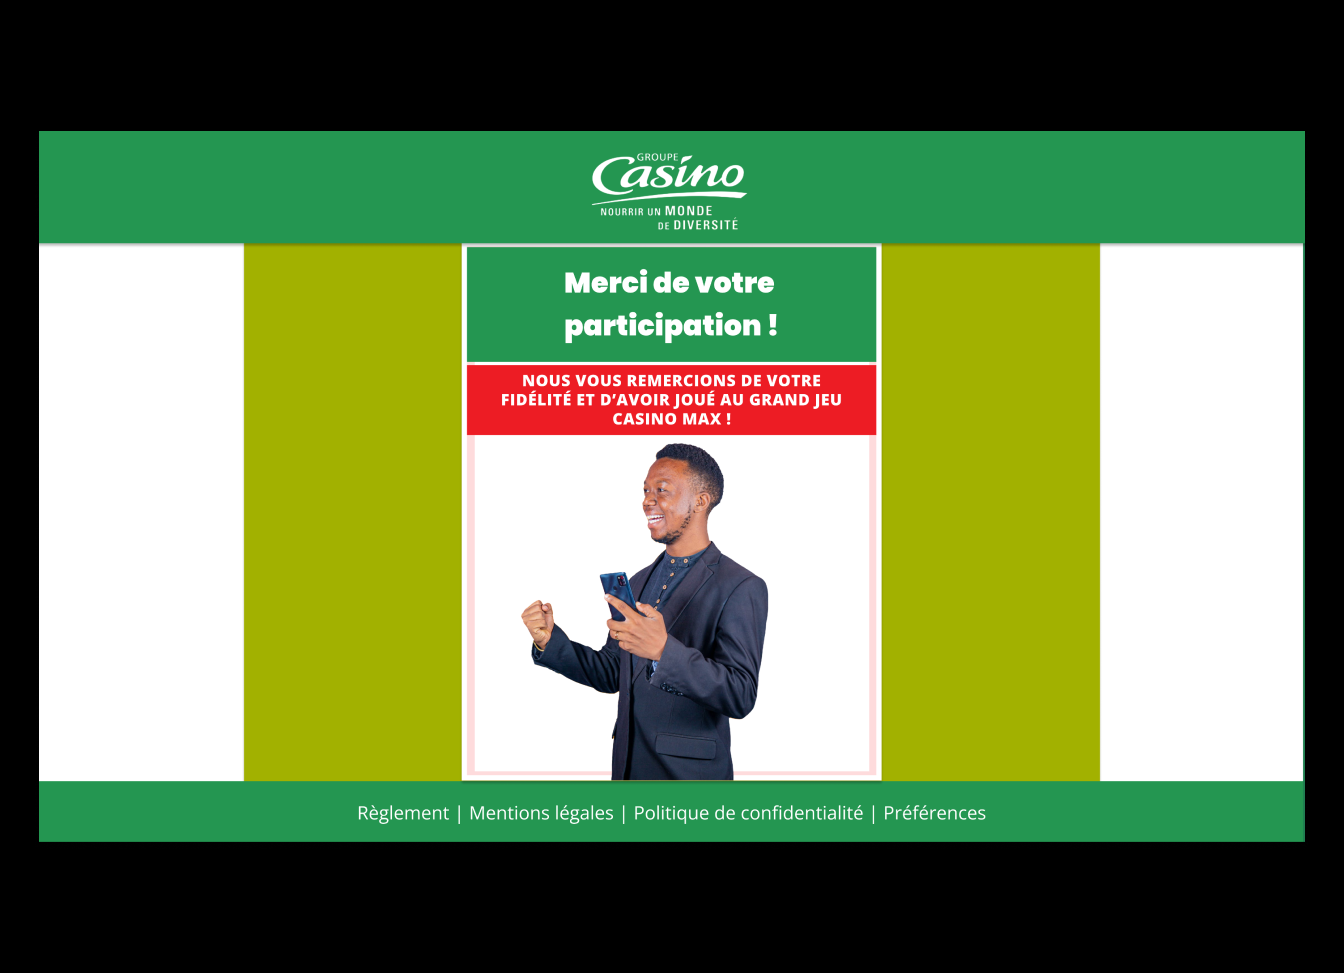 GROUPE
Casino
NOURRIR UN MONDE
DE DIVERSITÉ
Merci de votre
participation !
NOUS VOUS REMERCIONS DE VOTRE
FIDÉLITÉ ET D’AVOIR JOUÉ AU GRAND JEU
CASINO MAX !
Règlement | Mentions légales | Politique de confidentialité | Préférences